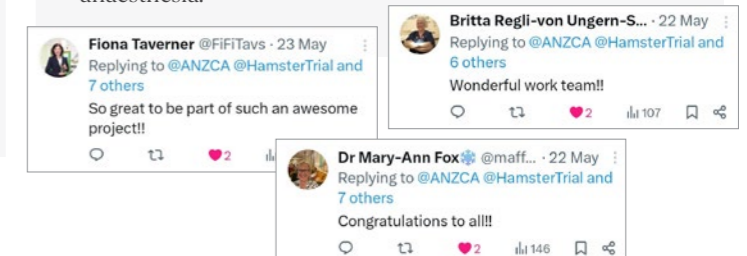 anaesthesia.
Fiona Taverner @FiFiTavs · 23 May
Replying to @ANZCA @HamsterTrial and
7 others
So great to be part of such an awesome
project!!
2
Britta Regli-von Ungern-S... · 22 May
Replying to @ANZCA @HamsterTrial and
6 others
Wonderful work team!!
2 107
Dr Mary-Ann Fox❄️ @maff... · 22 May
Replying to @ANZCA @HamsterTrial and
7 others
Congratulations to all!!
2 146